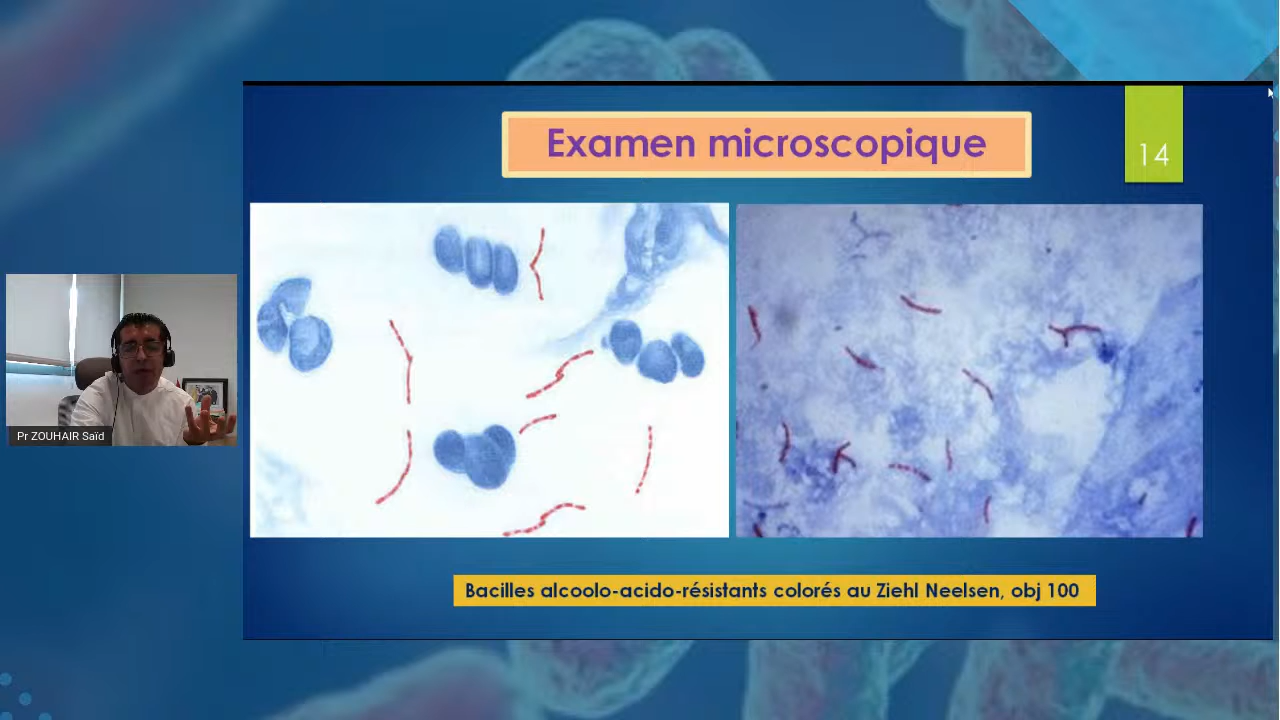 Examen microscopique
14
Pr ZOUHAIR Saïd
Bacilles alcoolo-acido-résistants colorés au Ziehl Neelsen, obj 100